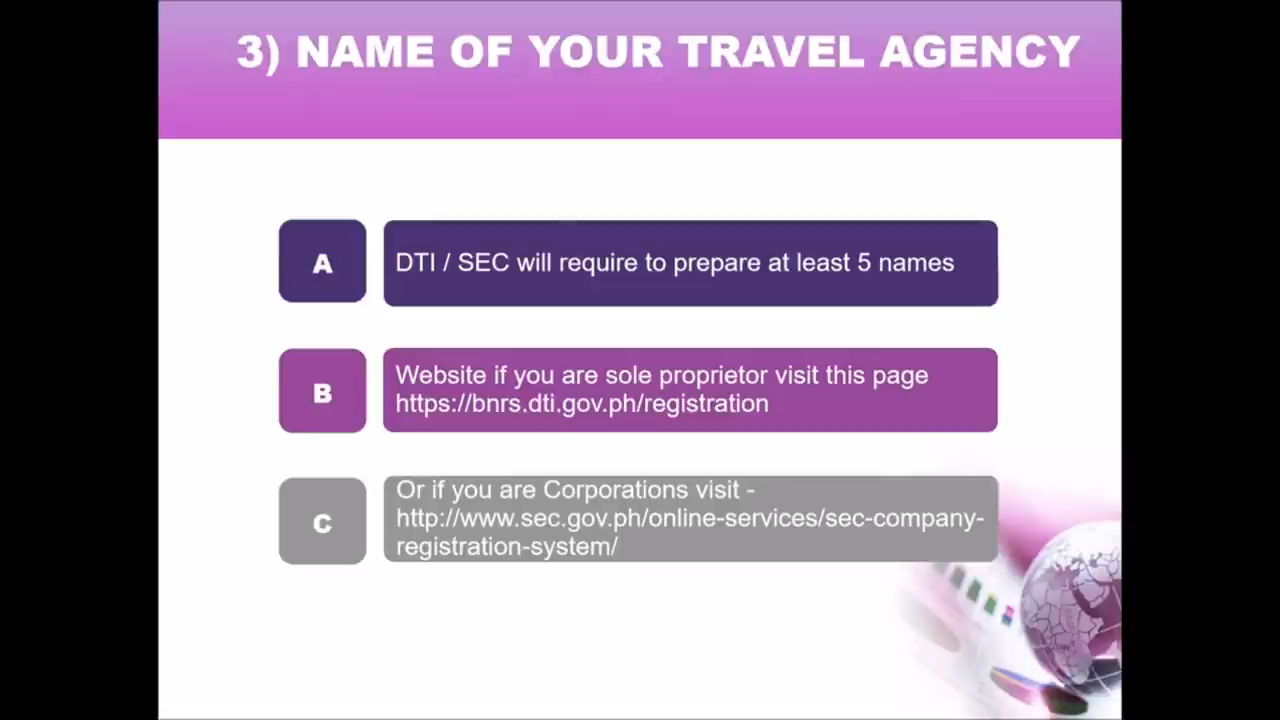 3) NAME OF YOUR TRAVEL AGENCY
A
DTI / SEC will require to prepare at least 5 names
B
Website if you are sole proprietor visit this page
https://bnrs.dti.gov.ph/registration
C
Or if you are Corporations visit -
http://www.sec.gov.ph/online-services/sec-company-
registration-system/